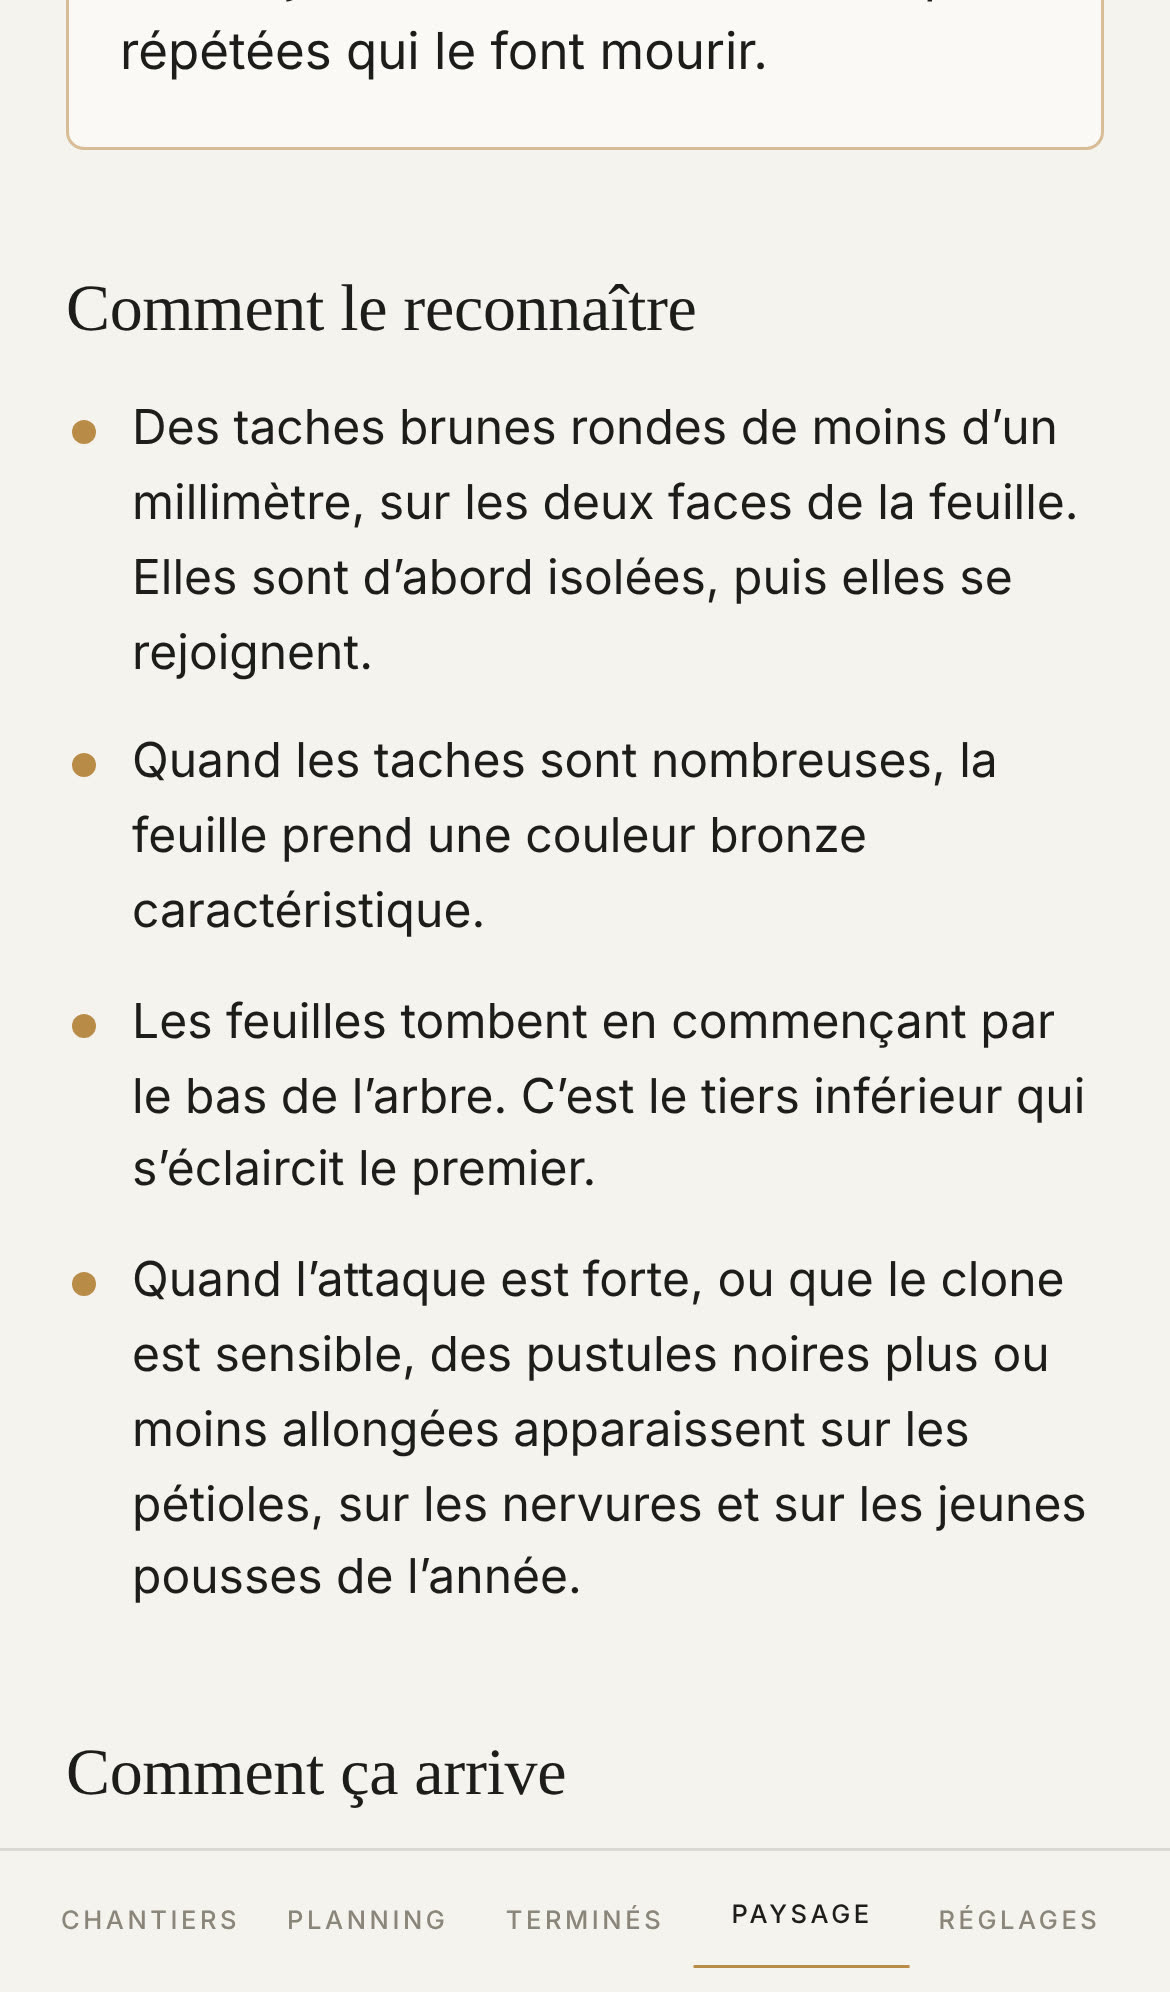 répétées qui le font mourir.
Comment le reconnaître
Des taches brunes rondes de moins d’un
millimètre, sur les deux faces de la feuille.
Elles sont d’abord isolées, puis elles se
rejoignent.
Quand les taches sont nombreuses, la
feuille prend une couleur bronze
caractéristique.
Les feuilles tombent en commençant par
le bas de l’arbre. C’est le tiers inférieur qui
s’éclaircit le premier.
Quand l’attaque est forte, ou que le clone
est sensible, des pustules noires plus ou
moins allongées apparaissent sur les
pétioles, sur les nervures et sur les jeunes
pousses de l’année.
Comment ça arrive
CHANTIERS PLANNING TERMINÉS PAYSAGE RÉGLAGES